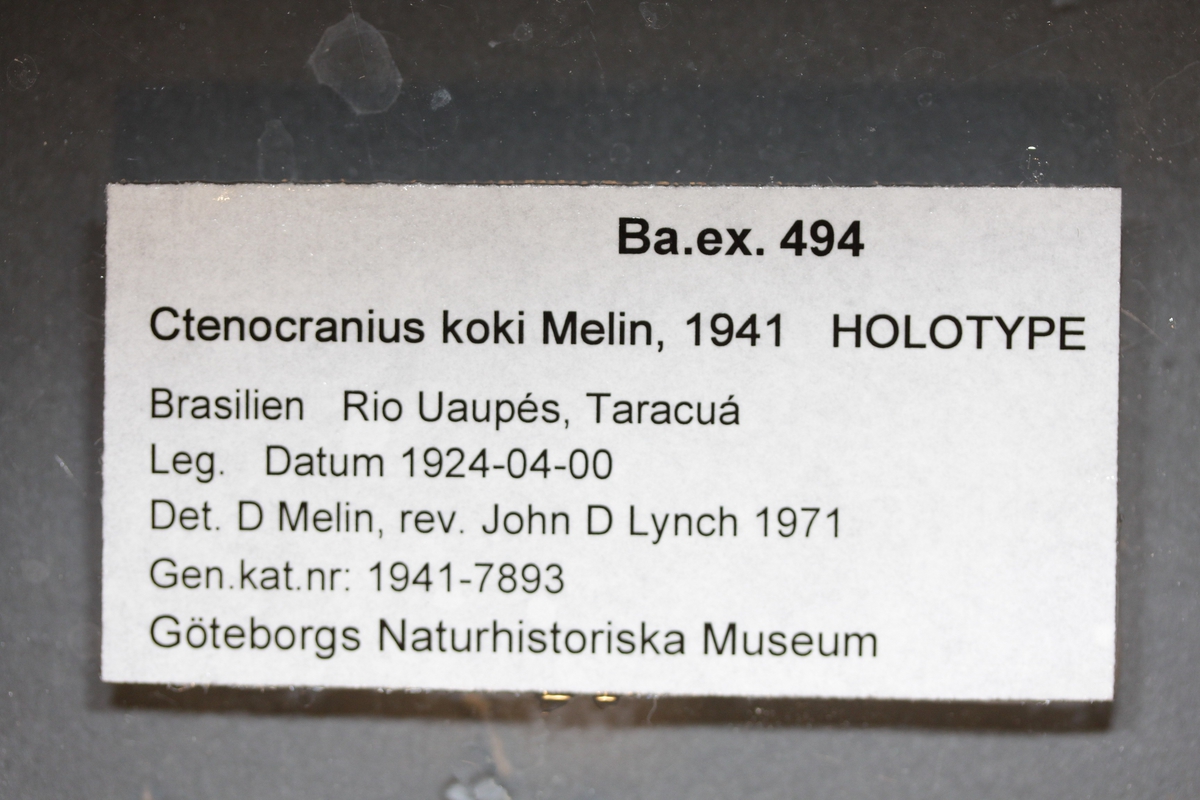 Ba.ex. 494
Ctenocranius koki Melin, 1941 HOLOTYPE
Brasilien Rio Uaupés, Taracuá
Leg. Datum 1924-04-00
Det. D Melin, rev. John D Lynch 1971
Gen.kat.nr: 1941-7893
Göteborgs Naturhistoriska Museum